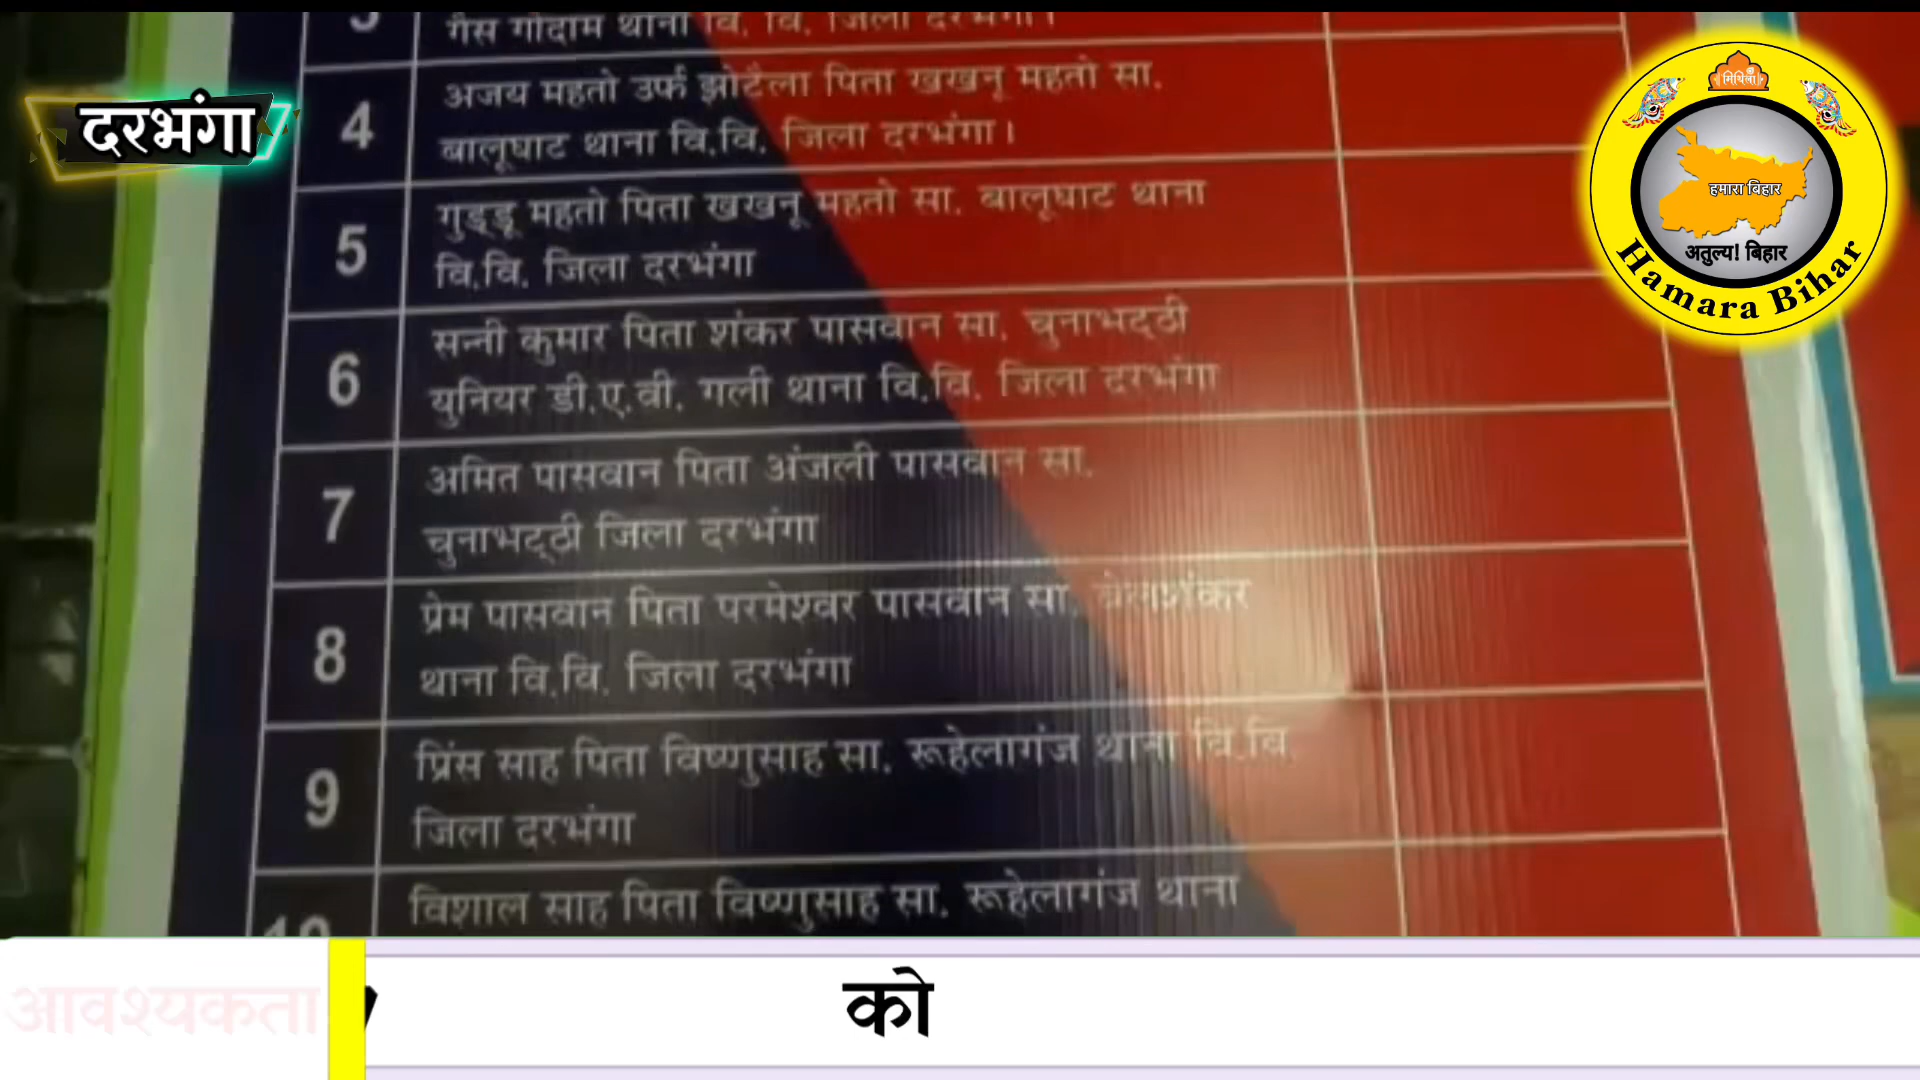 गैस गोदाम थाना वि. वि. जिला दरभंगा।
4
अजय महतो उर्फ झोटैला पिता खखनू महतो सा.
बालूघाट थाना वि.वि. जिला दरभंगा।
5
गुड्डू महतो पिता खखनू महतो सा. बालूघाट थाना
वि.वि. जिला दरभंगा
6
सन्नी कुमार पिता शंकर पासवान सा. चुनाभट्ठी
युनियर डी.ए.वी. गली थाना वि.वि. जिला दरभंगा
7
अमित पासवान पिता अंजली पासवान सा.
चुनाभट्ठी जिला दरभंगा
8
प्रेम पासवान पिता परमेश्वर पासवान सा.
थाना वि.वि. जिला दरभंगा
9
प्रिंस साह पिता विष्णुसाह सा. रूहेलागंज थाना वि.वि.
जिला दरभंगा
10
विशाल साह पिता विष्णुसाह सा. रूहेलागंज थाना
दरभंगा
मिथिला
हमारा बिहार
अतुल्य! बिहार
Hamara Bihar
आवश्यकता
को